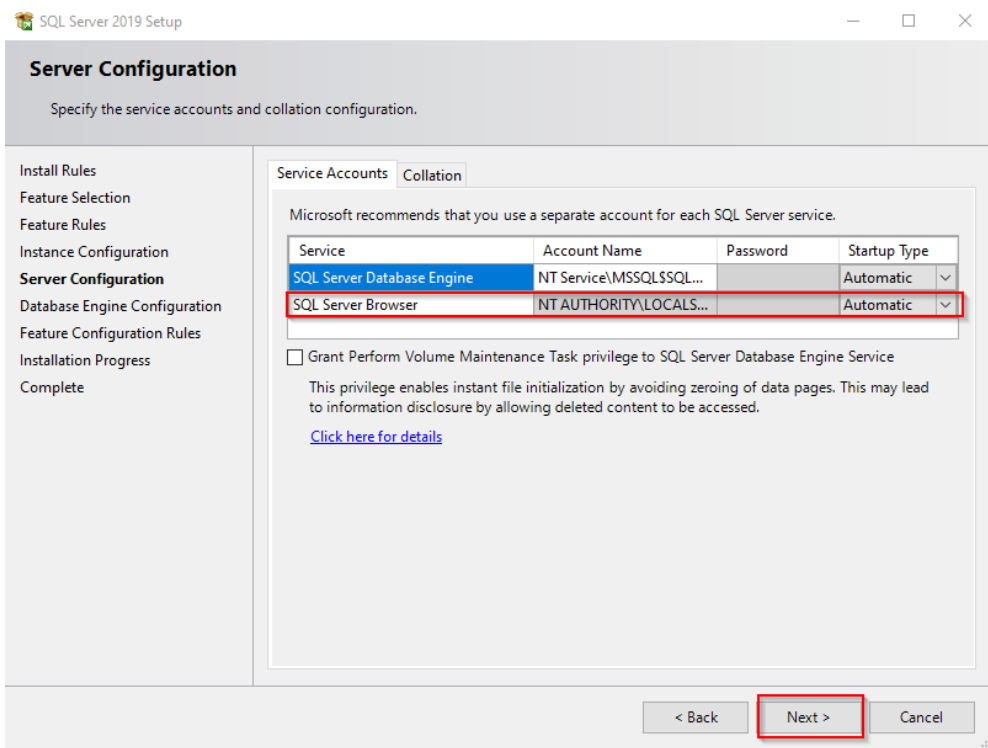 SQL Server 2019 Setup
Server Configuration
Specify the service accounts and collation configuration.
Install Rules
Feature Selection
Feature Rules
Instance Configuration
Server Configuration
Database Engine Configuration
Feature Configuration Rules
Installation Progress
Complete
Service Accounts Collation
Microsoft recommends that you use a separate account for each SQL Server service.
Service Account Name Password Startup Type
SQL Server Database Engine NT Service\MSSQL$SQL... Automatic
SQL Server Browser NT AUTHORITY\LOCALS... Automatic
Grant Perform Volume Maintenance Task privilege to SQL Server Database Engine Service
This privilege enables instant file initialization by avoiding zeroing of data pages. This may lead
to information disclosure by allowing deleted content to be accessed.
Click here for details
< Back Next > Cancel